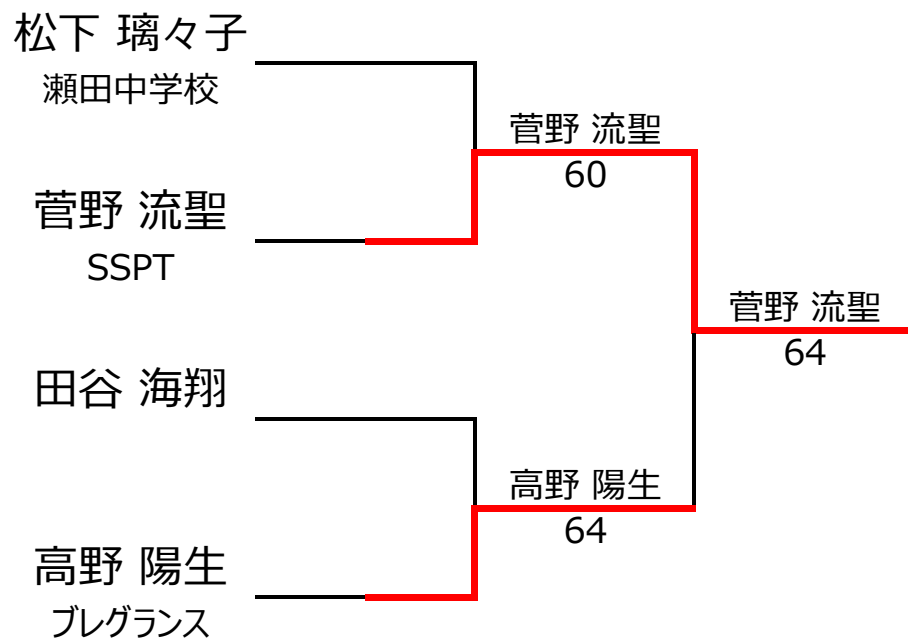 松下 璃々子
瀬田中学校
菅野 流聖
60
菅野 流聖
SSPT
菅野 流聖
64
田谷 海翔
高野 陽生
64
高野 陽生
ブレグランス